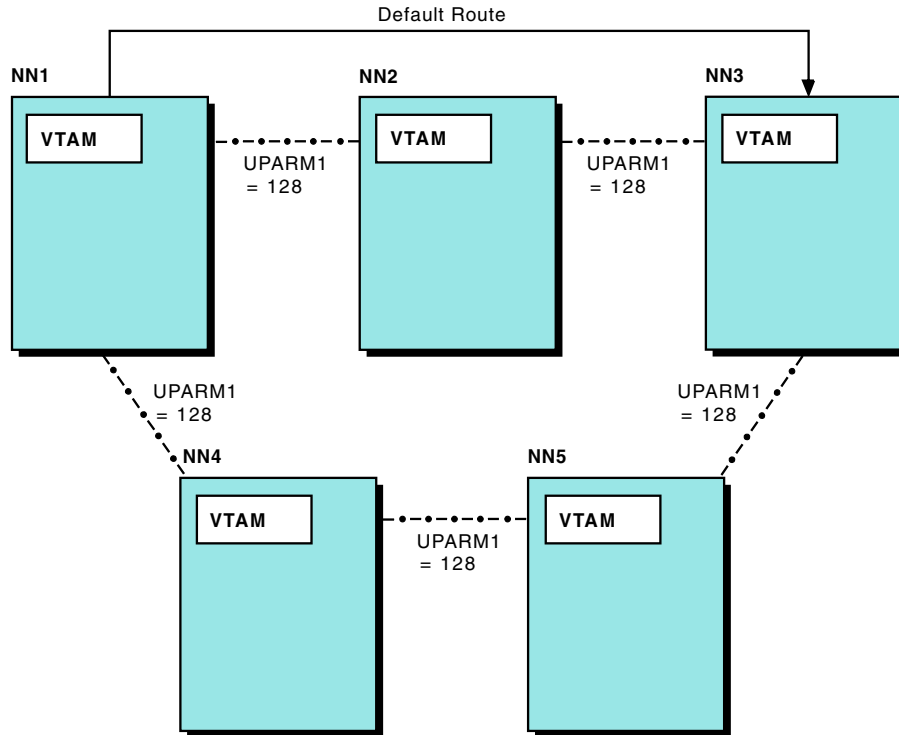 Default Route
NN1
NN2
NN3
VTAM
VTAM
VTAM
UPARM1
= 128
UPARM1
= 128
UPARM1
= 128
UPARM1
= 128
NN4
NN5
VTAM
VTAM
UPARM1
= 128